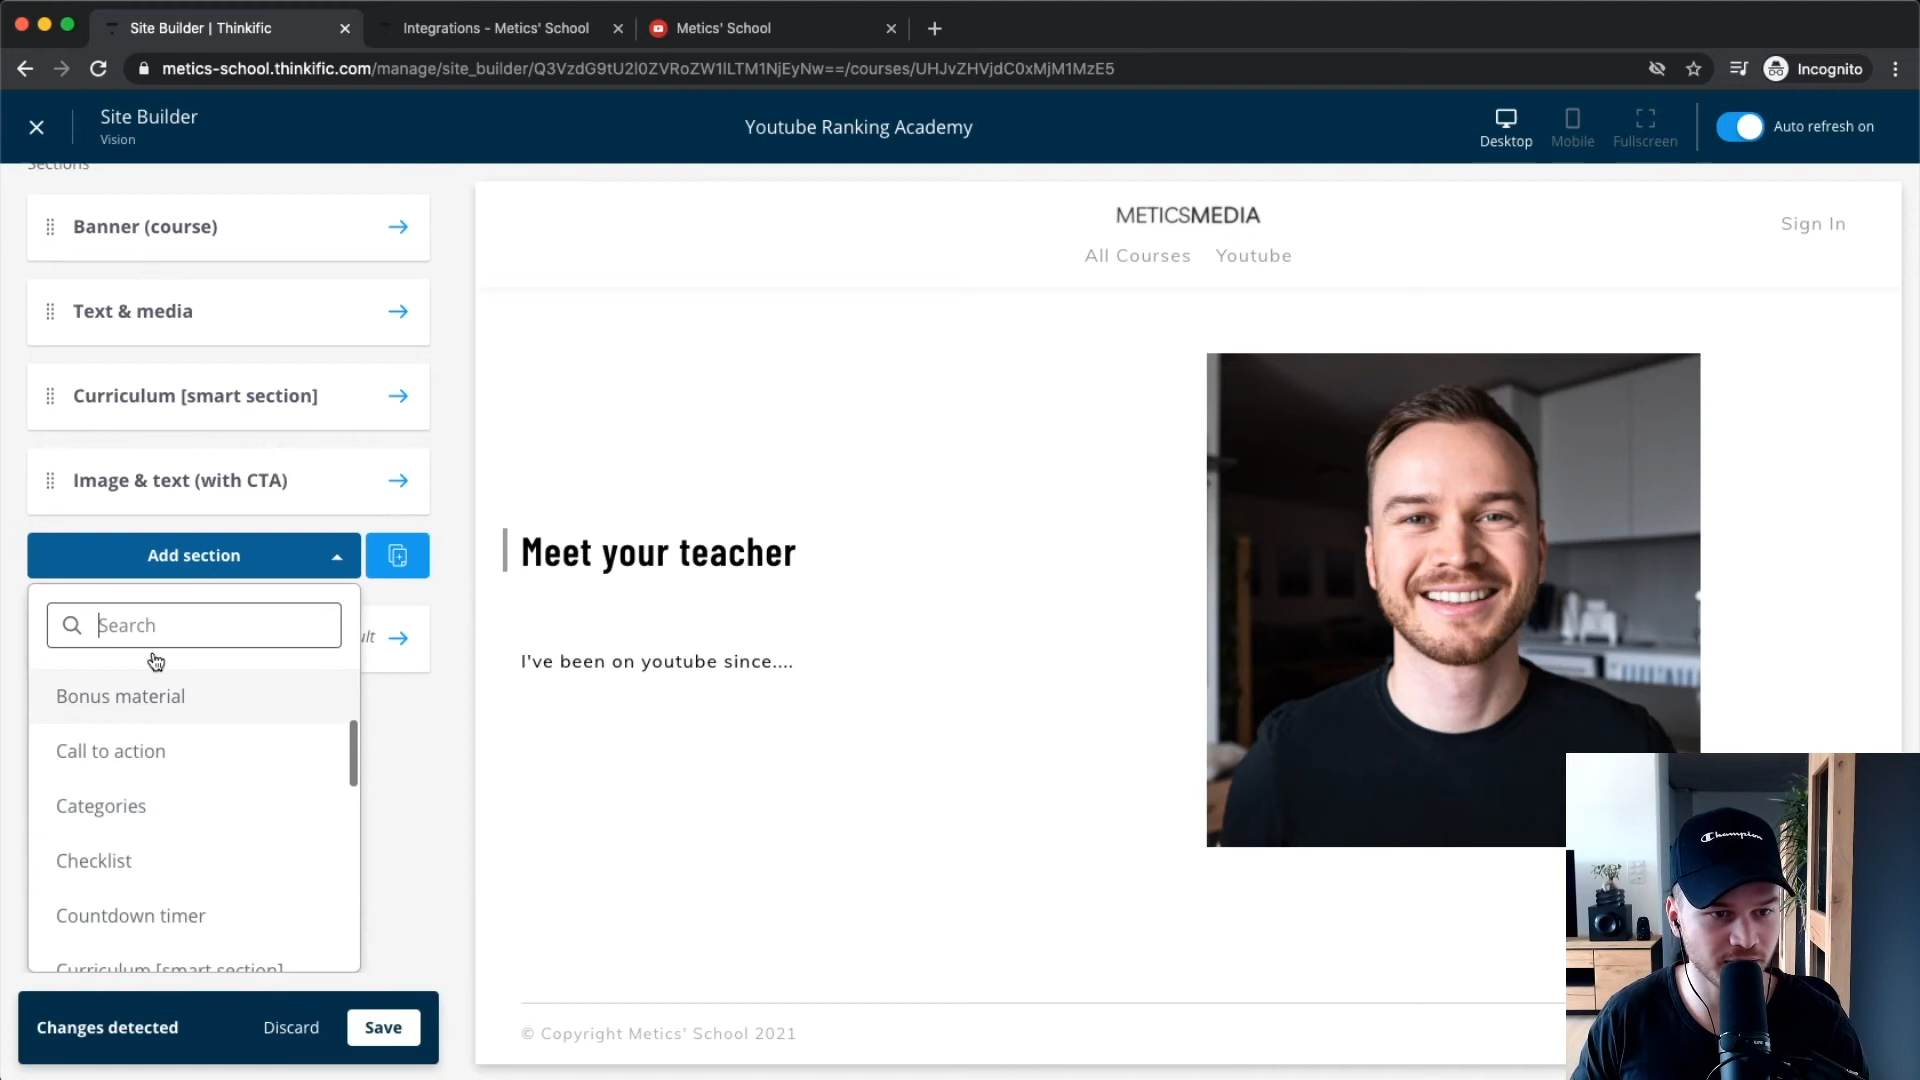 Site Builder | Thinkific
Integrations - Metics' School
Metics' School
metics-school.thinkific.com/manage/site_builder/Q3VzdG9tU2l0ZVRoZW1lLTM1NjEyNw==/courses/UHJvZHVjdC0xMjM1MzE5
Incognito
Site Builder
Vision
Youtube Ranking Academy
Desktop
Mobile
Fullscreen
Auto refresh on
Sections
Banner (course)
Text & media
Curriculum [smart section]
Image & text (with CTA)
Add section
Search
ult
Bonus material
Call to action
Categories
Checklist
Countdown timer
Curriculum [smart section]
Changes detected
Discard
Save
METICSMEDIA
Sign In
All Courses
Youtube
Meet your teacher
I've been on youtube since....
© Copyright Metics' School 2021
Champion